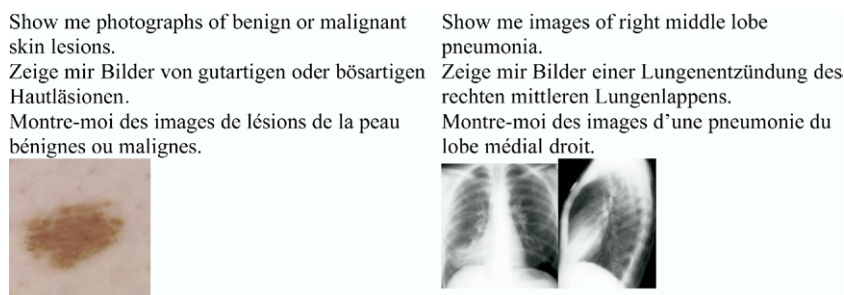 Show me photographs of benign or malignant
skin lesions.
Zeige mir Bilder von gutartigen oder bösartigen
Hautläsionen.
Montre-moi des images de lésions de la peau
bénignes ou malignes.
Show me images of right middle lobe
pneumonia.
Zeige mir Bilder einer Lungenentzündung des
rechten mittleren Lungenlappens.
Montre-moi des images d'une pneumonie du
lobe médial droit.